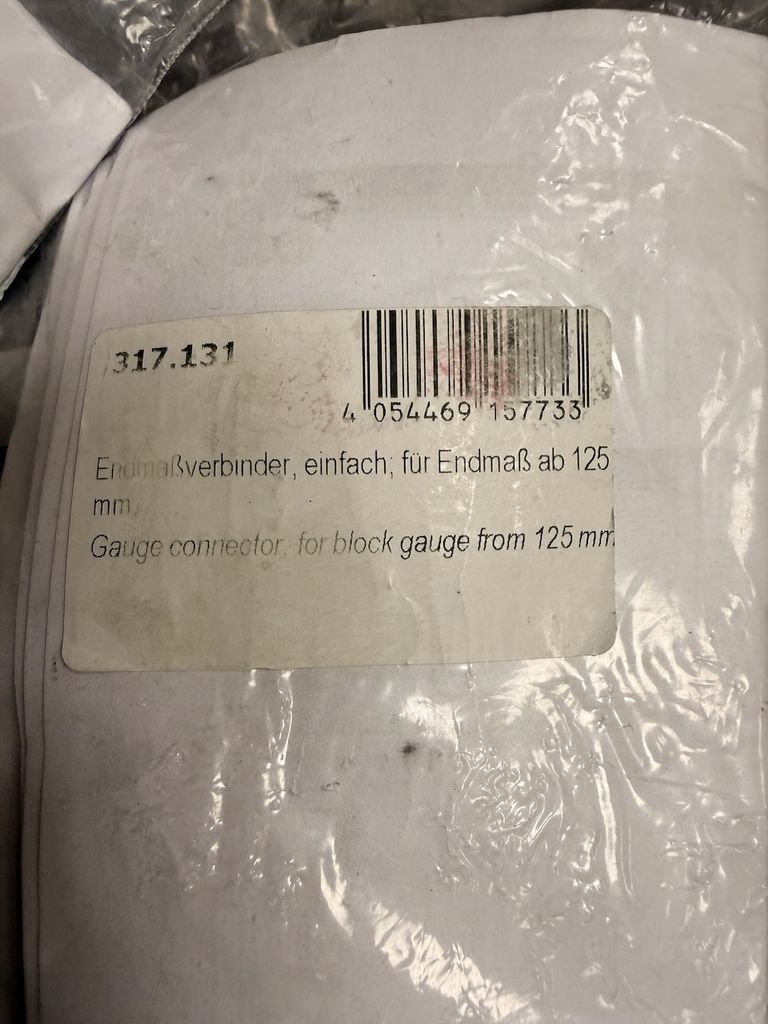 317.131
4 054469 157733
Endmaßverbinder, einfach; für Endmaß ab 125
mm,
Gauge connector, for block gauge from 125 mm